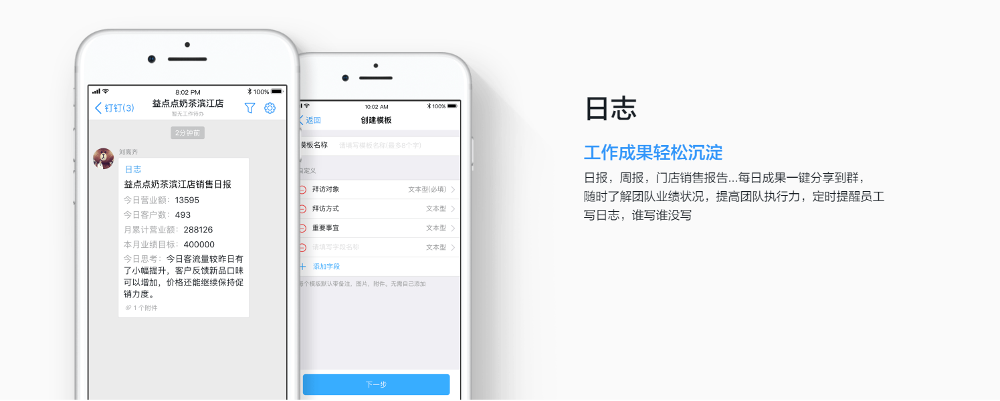 8:02 PM
100%
钉钉(3)
益点点奶茶滨江店
暂无工作待办
2分钟前
刘高齐
日志
益点点奶茶滨江店销售日报
今日营业额：13595
今日客户数：493
月累计营业额：288126
本月业绩目标：400000
今日思考：今日客流量较昨日有
了小幅提升，客户反馈新品口味
可以增加，价格还能继续保持促
销力度。
1 个附件
10:02 AM
100%
返回
创建模板
模板名称
请填写模板名称(最多8个字)
自定义
拜访对象
文本型(必填)
拜访方式
文本型
重要事宜
文本型
请填写字段名称
文本型
添加字段
每个模版默认带备注，图片，附件。无需自己添加
下一步
日志
工作成果轻松沉淀
日报，周报，门店销售报告...每日成果一键分享到群，
随时了解团队业绩状况，提高团队执行力，定时提醒员工
写日志，谁写谁没写